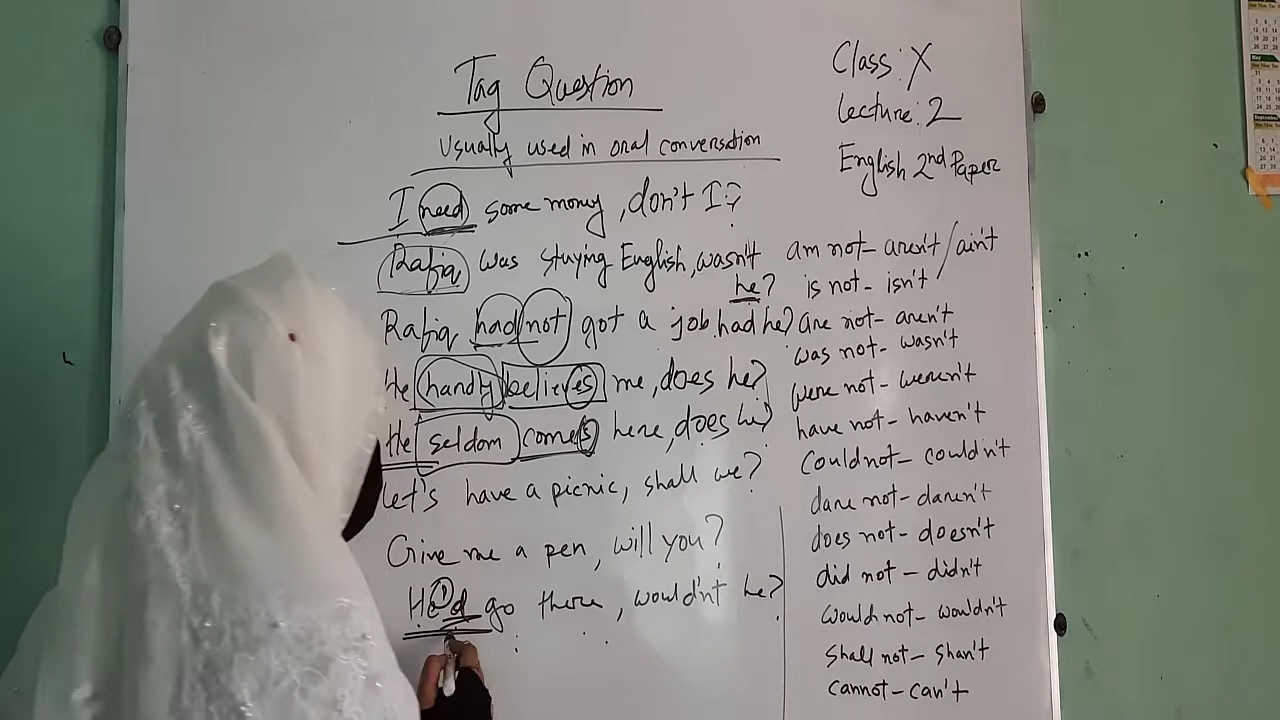 Tag Question
Usually used in oral conversation
I need some money, don't I?
Rafiq was stuying English, wasn't
he?
Rafiq had not got a job, had he?
He hardly believes me, does he?
He seldom comes here, does he?
Let's have a picnic, shall we?
Give me a pen, will you?
He'd go there, wouldn't he?
Class: X
Lecture: 2
English 2nd Paper
am not - aren't / ain't
is not - isn't
are not - aren't
was not - wasn't
were not - weren't
have not - haven't
Could not - couldn't
dare not - daren't
does not - doesn't
did not - didn't
would not - wouldn't
shall not - shan't
cannot - can't